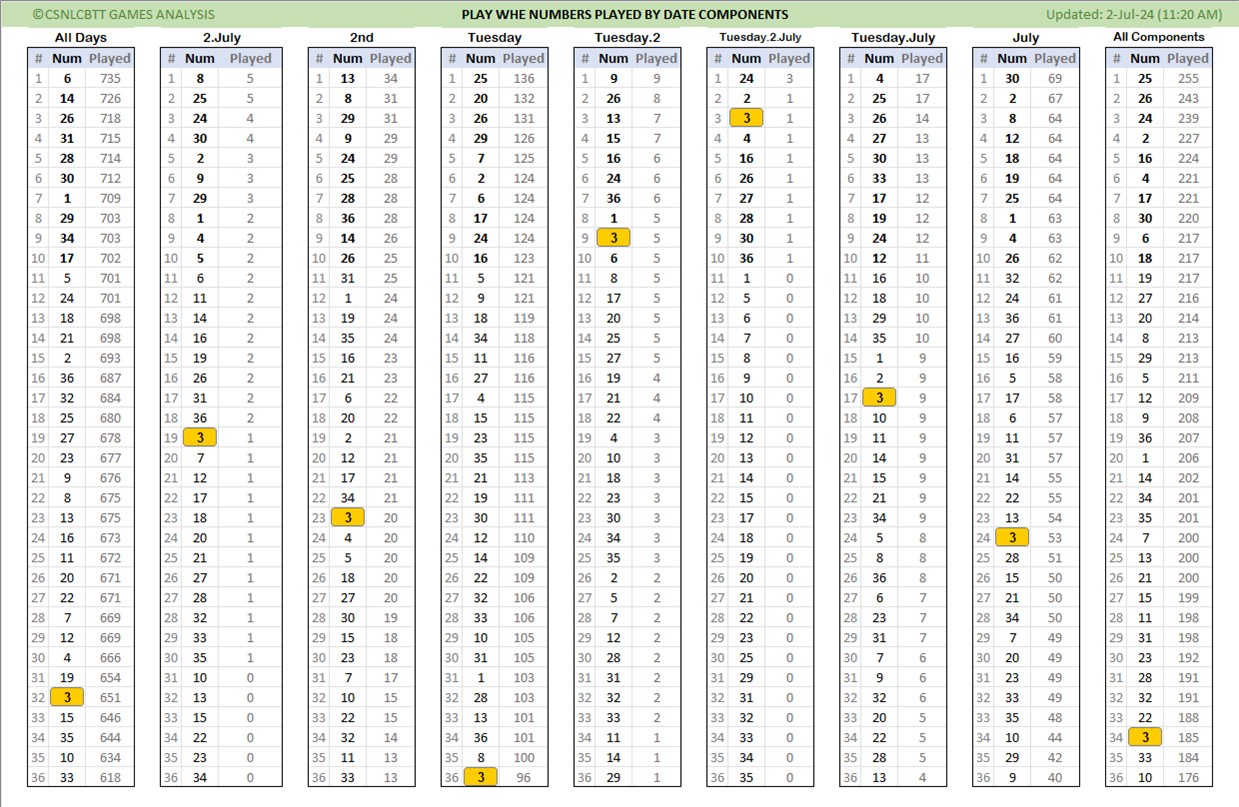 ©CSNLCBTT GAMES ANALYSIS PLAY WHE NUMBERS PLAYED BY DATE COMPONENTS Updated: 2-Jul-24 (11:20 AM)
All Days 2.July 2nd Tuesday Tuesday.2 Tuesday.2.July Tuesday.July July All Components
# Num Played # Num Played # Num Played # Num Played # Num Played # Num Played # Num Played # Num Played # Num Played
1 6 735 1 8 5 1 13 34 1 25 136 1 9 9 1 24 3 1 4 17 1 30 69 1 25 255
2 14 726 2 25 5 2 8 31 2 20 132 2 26 8 2 2 1 2 25 17 2 2 67 2 26 243
3 26 718 3 24 4 3 29 31 3 26 131 3 13 7 3 3 1 3 26 14 3 8 64 3 24 239
4 31 715 4 30 4 4 9 29 4 29 126 4 15 7 4 4 1 4 27 13 4 12 64 4 2 227
5 28 714 5 2 3 5 24 29 5 7 125 5 16 6 5 16 1 5 30 13 5 18 64 5 16 224
6 30 712 6 9 3 6 25 28 6 2 124 6 24 6 6 26 1 6 33 13 6 19 64 6 4 221
7 1 709 7 29 3 7 28 28 7 6 124 7 36 6 7 27 1 7 17 12 7 25 64 7 17 221
8 29 703 8 1 2 8 36 28 8 17 124 8 1 5 8 28 1 8 19 12 8 1 63 8 30 220
9 34 703 9 4 2 9 14 26 9 24 124 9 3 5 9 30 1 9 24 12 9 4 63 9 6 217
10 17 702 10 5 2 10 26 25 10 16 123 10 6 5 10 36 1 10 12 11 10 26 62 10 18 217
11 5 701 11 6 2 11 31 25 11 5 121 11 8 5 11 1 0 11 16 10 11 32 62 11 19 217
12 24 701 12 11 2 12 1 24 12 9 121 12 17 5 12 5 0 12 18 10 12 24 61 12 27 216
13 18 698 13 14 2 13 19 24 13 18 119 13 20 5 13 6 0 13 29 10 13 36 61 13 20 214
14 21 698 14 16 2 14 35 24 14 34 118 14 25 5 14 7 0 14 35 10 14 27 60 14 8 213
15 2 693 15 19 2 15 16 23 15 11 116 15 27 5 15 8 0 15 1 9 15 16 59 15 29 213
16 36 687 16 26 2 16 21 23 16 27 116 16 19 4 16 9 0 16 2 9 16 5 58 16 5 211
17 32 684 17 31 2 17 6 22 17 4 115 17 21 4 17 10 0 17 3 9 17 17 58 17 12 209
18 25 680 18 36 2 18 20 22 18 15 115 18 22 4 18 11 0 18 10 9 18 6 57 18 9 208
19 27 678 19 3 1 19 2 21 19 23 115 19 4 3 19 12 0 19 11 9 19 11 57 19 36 207
20 23 677 20 7 1 20 12 21 20 35 115 20 10 3 20 13 0 20 14 9 20 31 57 20 1 206
21 9 676 21 12 1 21 17 21 21 21 113 21 18 3 21 14 0 21 15 9 21 14 55 21 14 202
22 8 675 22 17 1 22 34 21 22 19 111 22 23 3 22 15 0 22 21 9 22 22 55 22 34 201
23 13 675 23 18 1 23 3 20 23 30 111 23 30 3 23 17 0 23 34 9 23 13 54 23 35 201
24 16 673 24 20 1 24 4 20 24 12 110 24 34 3 24 18 0 24 5 8 24 3 53 24 7 200
25 11 672 25 21 1 25 5 20 25 14 109 25 35 3 25 19 0 25 8 8 25 28 51 25 13 200
26 20 671 26 27 1 26 18 20 26 22 109 26 2 2 26 20 0 26 36 8 26 15 50 26 21 200
27 22 671 27 28 1 27 27 20 27 32 106 27 5 2 27 21 0 27 6 7 27 21 50 27 15 199
28 7 669 28 32 1 28 30 19 28 33 106 28 7 2 28 22 0 28 23 7 28 34 50 28 11 198
29 12 669 29 33 1 29 15 18 29 10 105 29 12 2 29 23 0 29 31 7 29 7 49 29 31 198
30 4 666 30 35 1 30 23 18 30 31 105 30 28 2 30 25 0 30 7 6 30 20 49 30 23 192
31 19 654 31 10 0 31 7 17 31 1 103 31 31 2 31 29 0 31 9 6 31 23 49 31 28 191
32 3 651 32 13 0 32 10 15 32 28 103 32 32 2 32 31 0 32 32 6 32 33 49 32 32 191
33 15 646 33 15 0 33 22 15 33 13 101 33 33 2 33 32 0 33 20 5 33 35 48 33 22 188
34 35 644 34 22 0 34 32 14 34 36 101 34 11 1 34 33 0 34 22 5 34 10 44 34 3 185
35 10 634 35 23 0 35 11 13 35 8 100 35 14 1 35 34 0 35 28 5 35 29 42 35 33 184
36 33 618 36 34 0 36 33 13 36 3 96 36 29 1 36 35 0 36 13 4 36 9 40 36 10 176